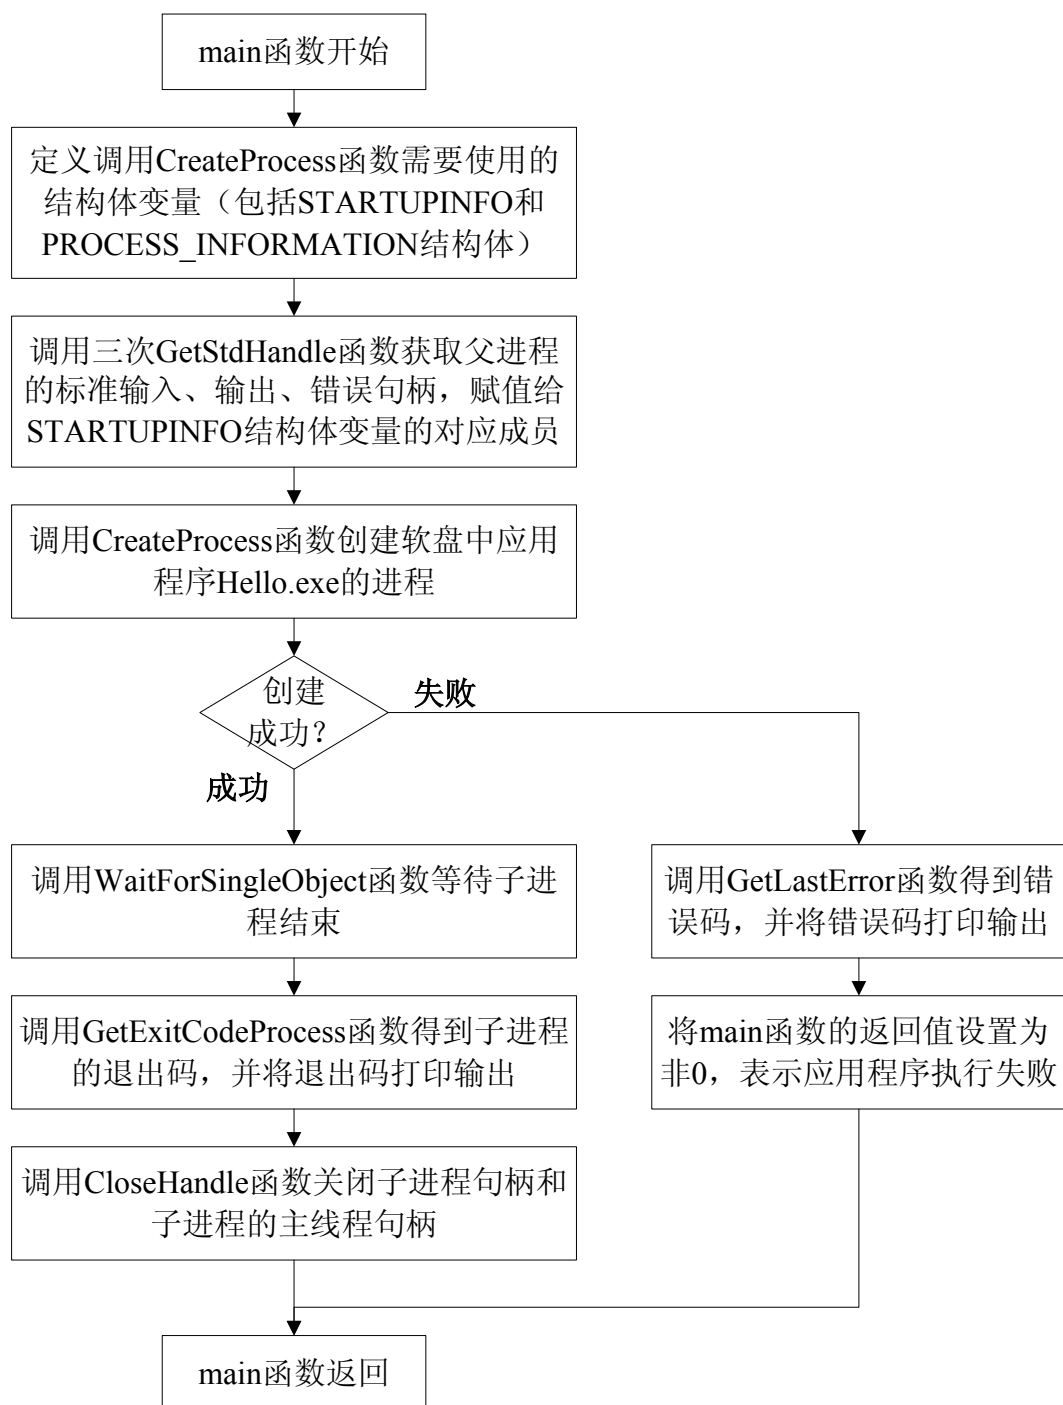 main函数开始
定义调用CreateProcess函数需要使用的
结构体变量（包括STARTUPINFO和
PROCESS_INFORMATION结构体）
调用三次GetStdHandle函数获取父进程
的标准输入、输出、错误句柄，赋值给
STARTUPINFO结构体变量的对应成员
调用CreateProcess函数创建软盘中应用
程序Hello.exe的进程
创建
成功？
失败
成功
调用WaitForSingleObject函数等待子进
程结束
调用GetLastError函数得到错
误码，并将错误码打印输出
调用GetExitCodeProcess函数得到子进程
的退出码，并将退出码打印输出
将main函数的返回值设置为
非0，表示应用程序执行失败
调用CloseHandle函数关闭子进程句柄和
子进程的主线程句柄
main函数返回